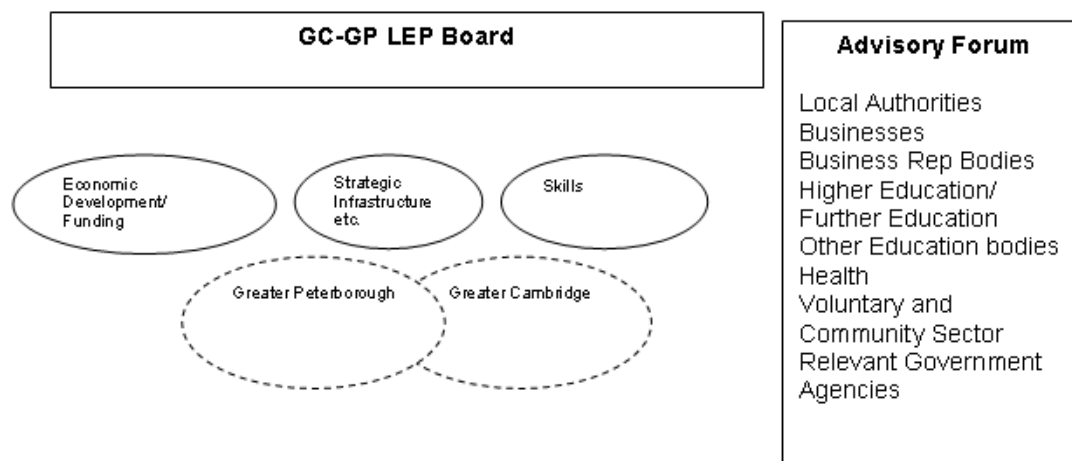 GC-GP LEP Board
Economic
Development/
Funding
Strategic
Infrastructure
etc.
Skills
Greater Peterborough
Greater Cambridge
Advisory Forum
Local Authorities
Businesses
Business Rep Bodies
Higher Education/
Further Education
Other Education bodies
Health
Voluntary and
Community Sector
Relevant Government
Agencies